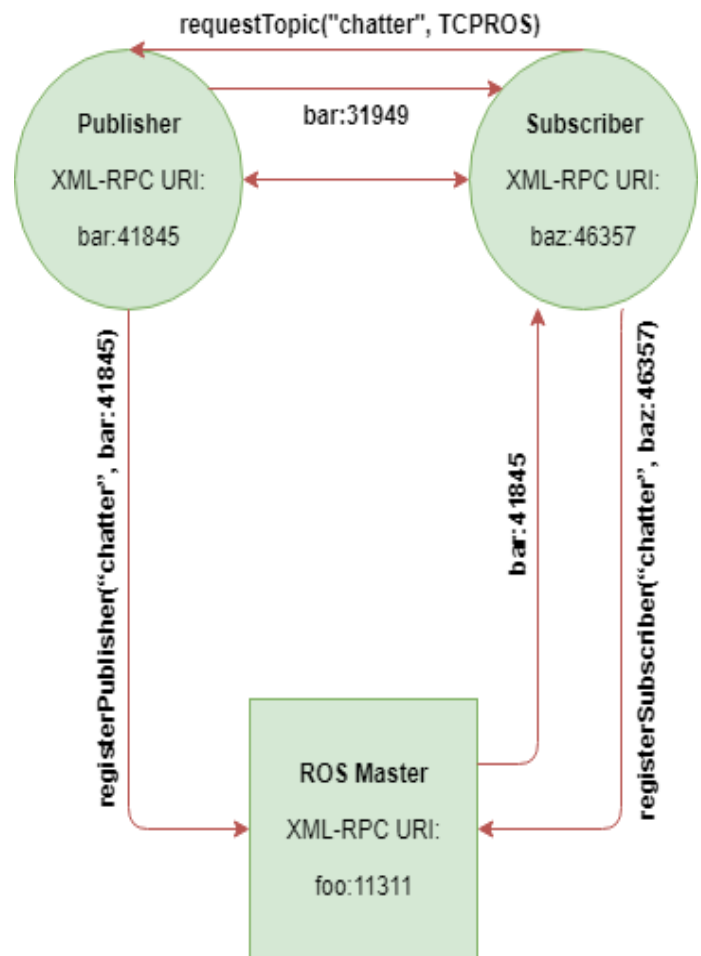 requestTopic("chatter", TCPROS)
bar:31949
Publisher
XML-RPC URI:
bar:41845
Subscriber
XML-RPC URI:
baz:46357
registerPublisher(“chatter”, bar:41845)
bar:41845
registerSubscriber(“chatter”, baz:46357)
ROS Master
XML-RPC URI:
foo:11311